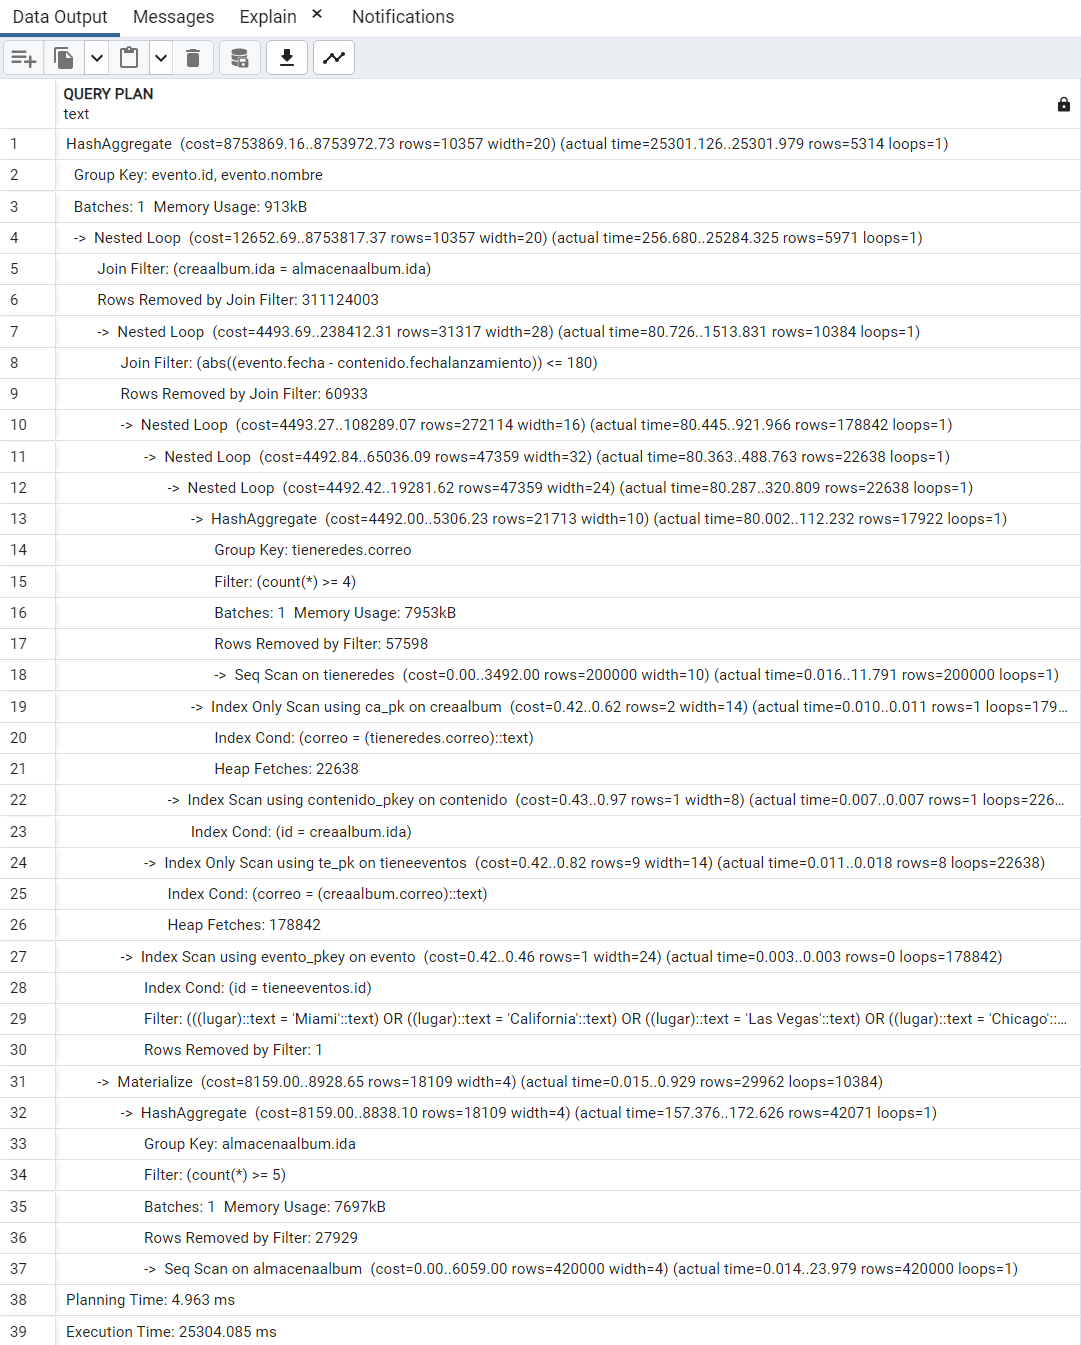 Data Output Messages Explain × Notifications
QUERY PLAN
text
1 HashAggregate (cost=8753869.16..8753972.73 rows=10357 width=20) (actual time=25301.126..25301.979 rows=5314 loops=1)
2 Group Key: evento.id, evento.nombre
3 Batches: 1 Memory Usage: 913kB
4 -> Nested Loop (cost=12652.69..8753817.37 rows=10357 width=20) (actual time=256.680..25284.325 rows=5971 loops=1)
5 Join Filter: (creaalbum.ida = almacenaalbum.ida)
6 Rows Removed by Join Filter: 311124003
7 -> Nested Loop (cost=4493.69..238412.31 rows=31317 width=28) (actual time=80.726..1513.831 rows=10384 loops=1)
8 Join Filter: (abs((evento.fecha - contenido.fechalanzamiento)) <= 180)
9 Rows Removed by Join Filter: 60933
10 -> Nested Loop (cost=4493.27..108289.07 rows=272114 width=16) (actual time=80.445..921.966 rows=178842 loops=1)
11 -> Nested Loop (cost=4492.84..65036.09 rows=47359 width=32) (actual time=80.363..488.763 rows=22638 loops=1)
12 -> Nested Loop (cost=4492.42..19281.62 rows=47359 width=24) (actual time=80.287..320.809 rows=22638 loops=1)
13 -> HashAggregate (cost=4492.00..5306.23 rows=21713 width=10) (actual time=80.002..112.232 rows=17922 loops=1)
14 Group Key: tieneredes.correo
15 Filter: (count(*) >= 4)
16 Batches: 1 Memory Usage: 7953kB
17 Rows Removed by Filter: 57598
18 -> Seq Scan on tieneredes (cost=0.00..3492.00 rows=200000 width=10) (actual time=0.016..11.791 rows=200000 loops=1)
19 -> Index Only Scan using ca_pk on creaalbum (cost=0.42..0.62 rows=2 width=14) (actual time=0.010..0.011 rows=1 loops=179...
20 Index Cond: (correo = (tieneredes.correo)::text)
21 Heap Fetches: 22638
22 -> Index Scan using contenido_pkey on contenido (cost=0.43..0.97 rows=1 width=8) (actual time=0.007..0.007 rows=1 loops=226...
23 Index Cond: (id = creaalbum.ida)
24 -> Index Only Scan using te_pk on tieneeventos (cost=0.42..0.82 rows=9 width=14) (actual time=0.011..0.018 rows=8 loops=22638)
25 Index Cond: (correo = (creaalbum.correo)::text)
26 Heap Fetches: 178842
27 -> Index Scan using evento_pkey on evento (cost=0.42..0.46 rows=1 width=24) (actual time=0.003..0.003 rows=0 loops=178842)
28 Index Cond: (id = tieneeventos.id)
29 Filter: (((lugar)::text = 'Miami'::text) OR ((lugar)::text = 'California'::text) OR ((lugar)::text = 'Las Vegas'::text) OR ((lugar)::text = 'Chicago'::...
30 Rows Removed by Filter: 1
31 -> Materialize (cost=8159.00..8928.65 rows=18109 width=4) (actual time=0.015..0.929 rows=29962 loops=10384)
32 -> HashAggregate (cost=8159.00..8838.10 rows=18109 width=4) (actual time=157.376..172.626 rows=42071 loops=1)
33 Group Key: almacenaalbum.ida
34 Filter: (count(*) >= 5)
35 Batches: 1 Memory Usage: 7697kB
36 Rows Removed by Filter: 27929
37 -> Seq Scan on almacenaalbum (cost=0.00..6059.00 rows=420000 width=4) (actual time=0.014..23.979 rows=420000 loops=1)
38 Planning Time: 4.963 ms
39 Execution Time: 25304.085 ms